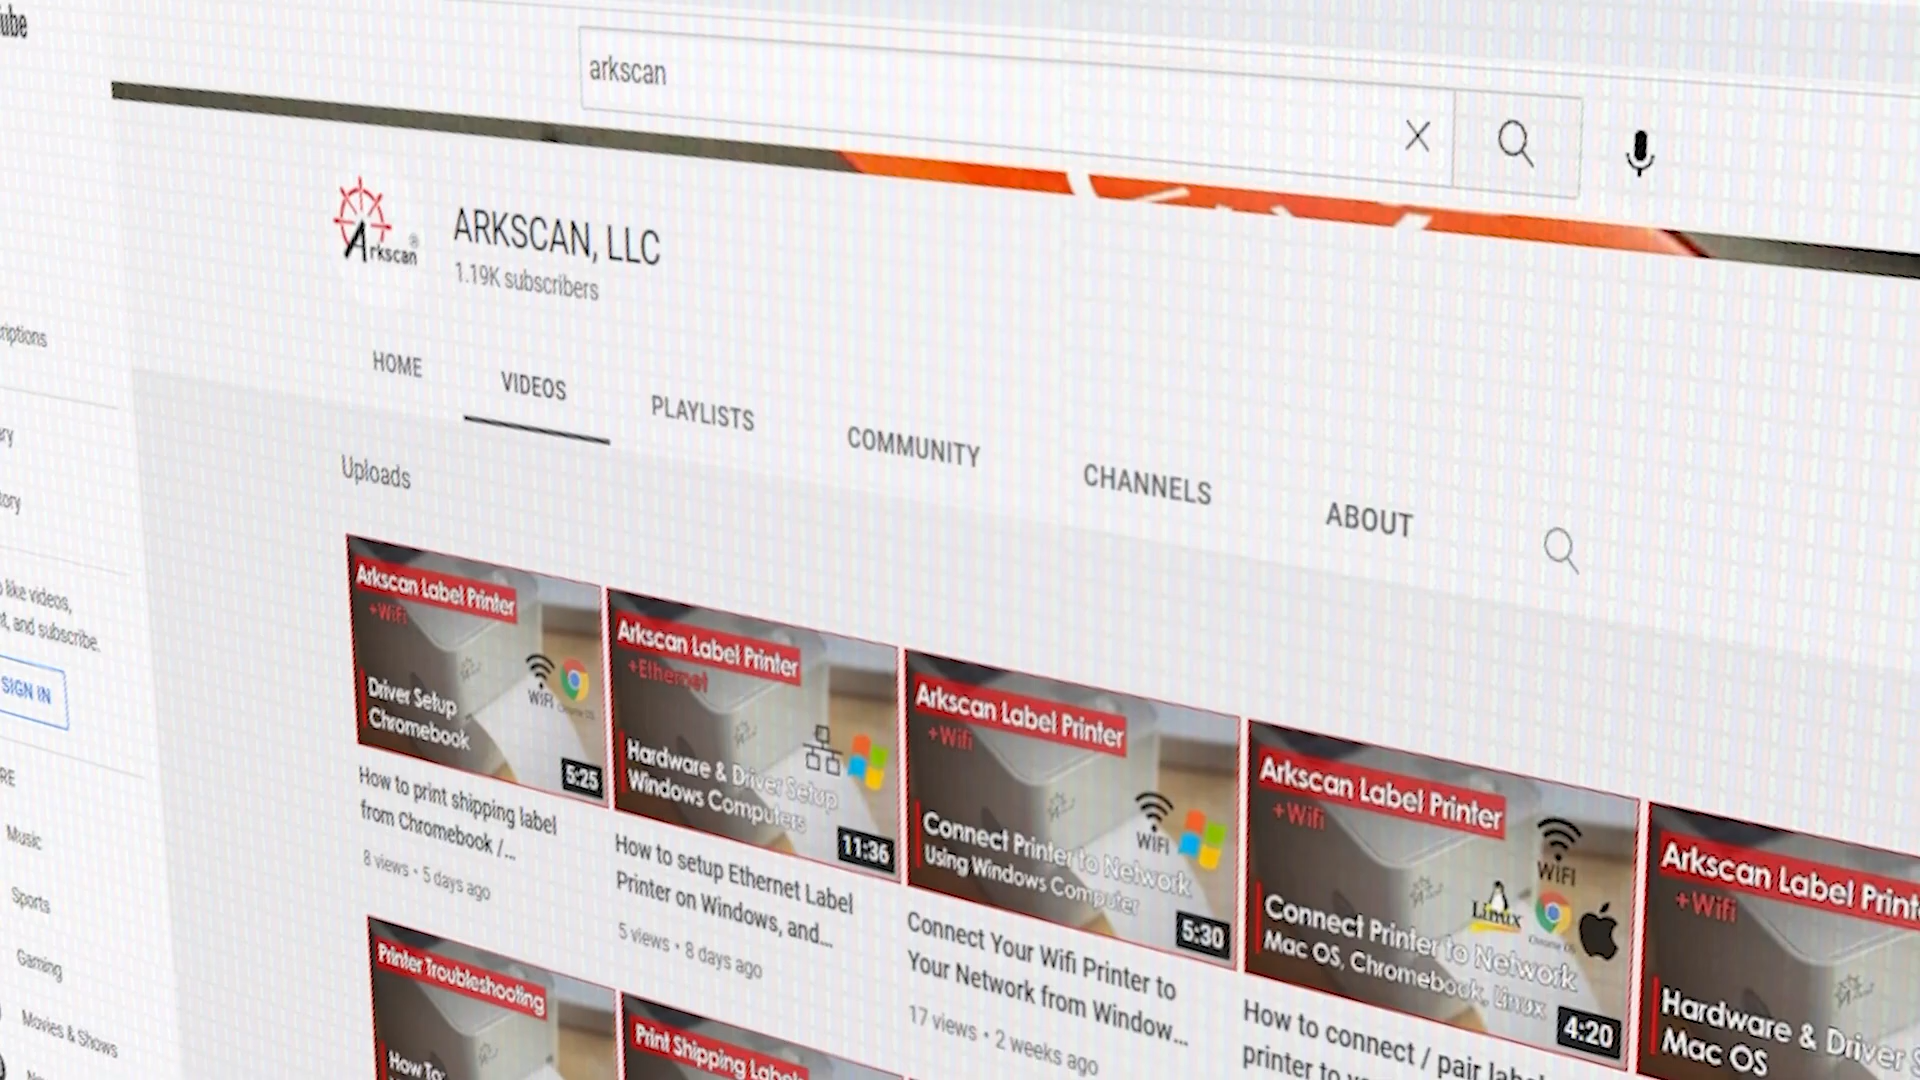 ube
arkscan
Arkscan®
ARKSCAN, LLC
1.19K subscribers
HOME
VIDEOS
PLAYLISTS
COMMUNITY
CHANNELS
ABOUT
Uploads
like videos,
and subscribe.
SIGN IN
Music
Sports
Gaming
Movies & Shows
Arkscan Label Printer
+Wifi
WiFi
Chrome OS
Driver Setup
Chromebook
5:25
How to print shipping label
from Chromebook /...
8 views • 5 days ago
Arkscan Label Printer
+Ethernet
Hardware & Driver Setup
Windows Computers
11:36
How to setup Ethernet Label
Printer on Windows, and...
5 views • 8 days ago
Arkscan Label Printer
+Wifi
WiFi
Connect Printer to Network
Using Windows Computer
5:30
Connect Your Wifi Printer to
Your Network from Window...
17 views • 2 weeks ago
Arkscan Label Printer
+Wifi
WiFi
Linux
Chrome OS
Connect Printer to Network
Mac OS, Chromebook, Linux
4:20
How to connect / pair label
printer to
Arkscan Label Print
+Wifi
Hardware & Driver S
Mac OS
Printer Troubleshooting
How To:
Print Shipping Labels